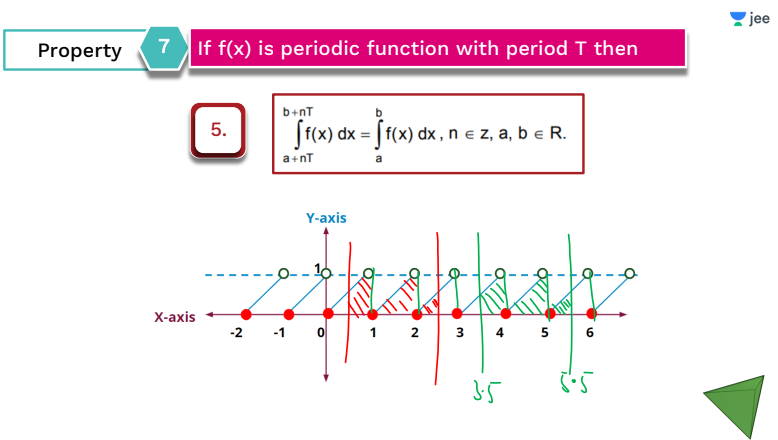 jee
Property 7 If f(x) is periodic function with period T then
5.
b+nT b
∫f(x) dx = ∫f(x) dx , n ∈ z, a, b ∈ R.
a+nT a
Y-axis
1
X-axis
-2 -1 0 1 2 3 4 5 6
3.5 5.5